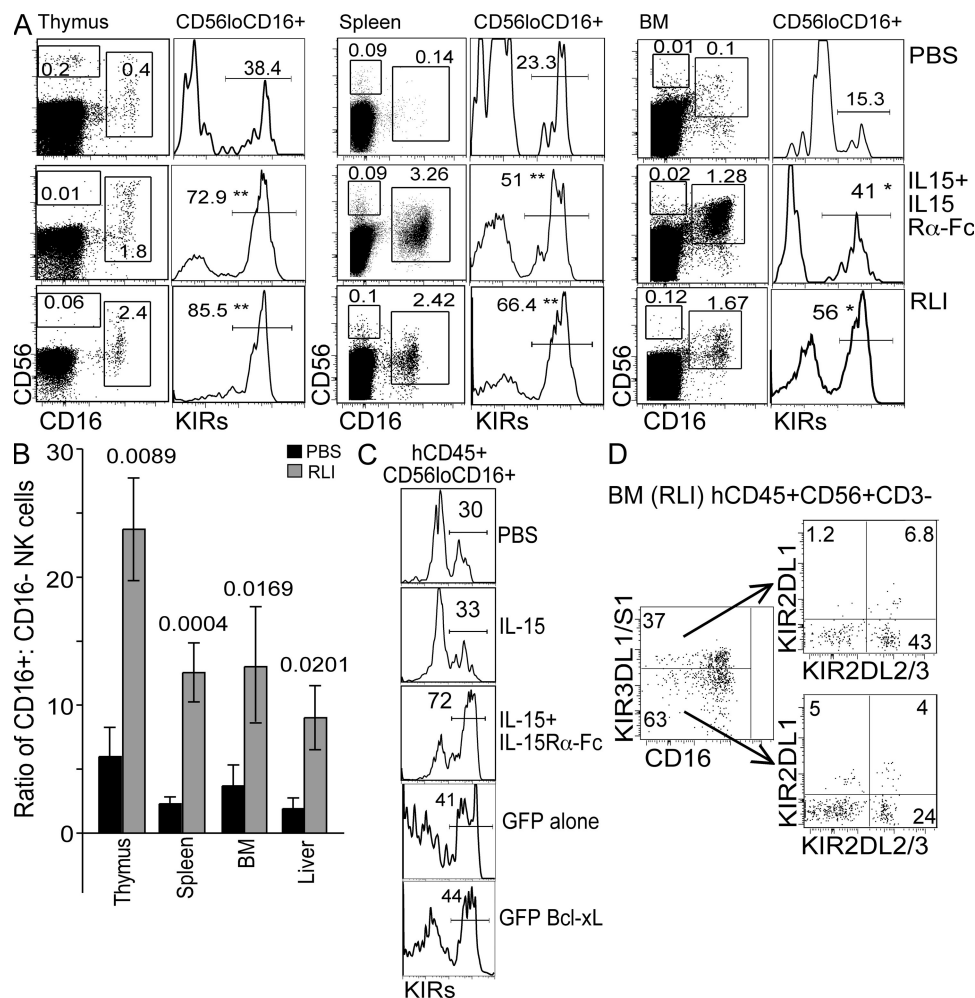 A
Thymus CD56loCD16+ Spleen CD56loCD16+ BM CD56loCD16+
0.2 0.4 38.4 0.09 0.14 23.3 0.01 0.1 15.3 PBS
0.01 1.8 72.9 ** 0.09 3.26 51 ** 0.02 1.28 41 * IL15+
IL15
Rα-Fc
0.06 2.4 85.5 ** 0.1 2.42 66.4 ** 0.12 1.67 56 * RLI
CD56 CD56 CD56
CD16 KIRs CD16 KIRs CD16 KIRs
B
Ratio of CD16+: CD16- NK cells
30
20
10
0
PBS
RLI
0.0089
0.0004
0.0169
0.0201
Thymus
Spleen
BM
Liver
C
hCD45+
CD56loCD16+
30 PBS
33 IL-15
72 IL-15+
IL-15Rα-Fc
41 GFP alone
44 GFP Bcl-xL
KIRs
D
BM (RLI) hCD45+CD56+CD3-
KIR3DL1/S1
37
63
CD16
KIR2DL1
1.2 6.8
43
KIR2DL2/3
KIR2DL1
5 4
24
KIR2DL2/3